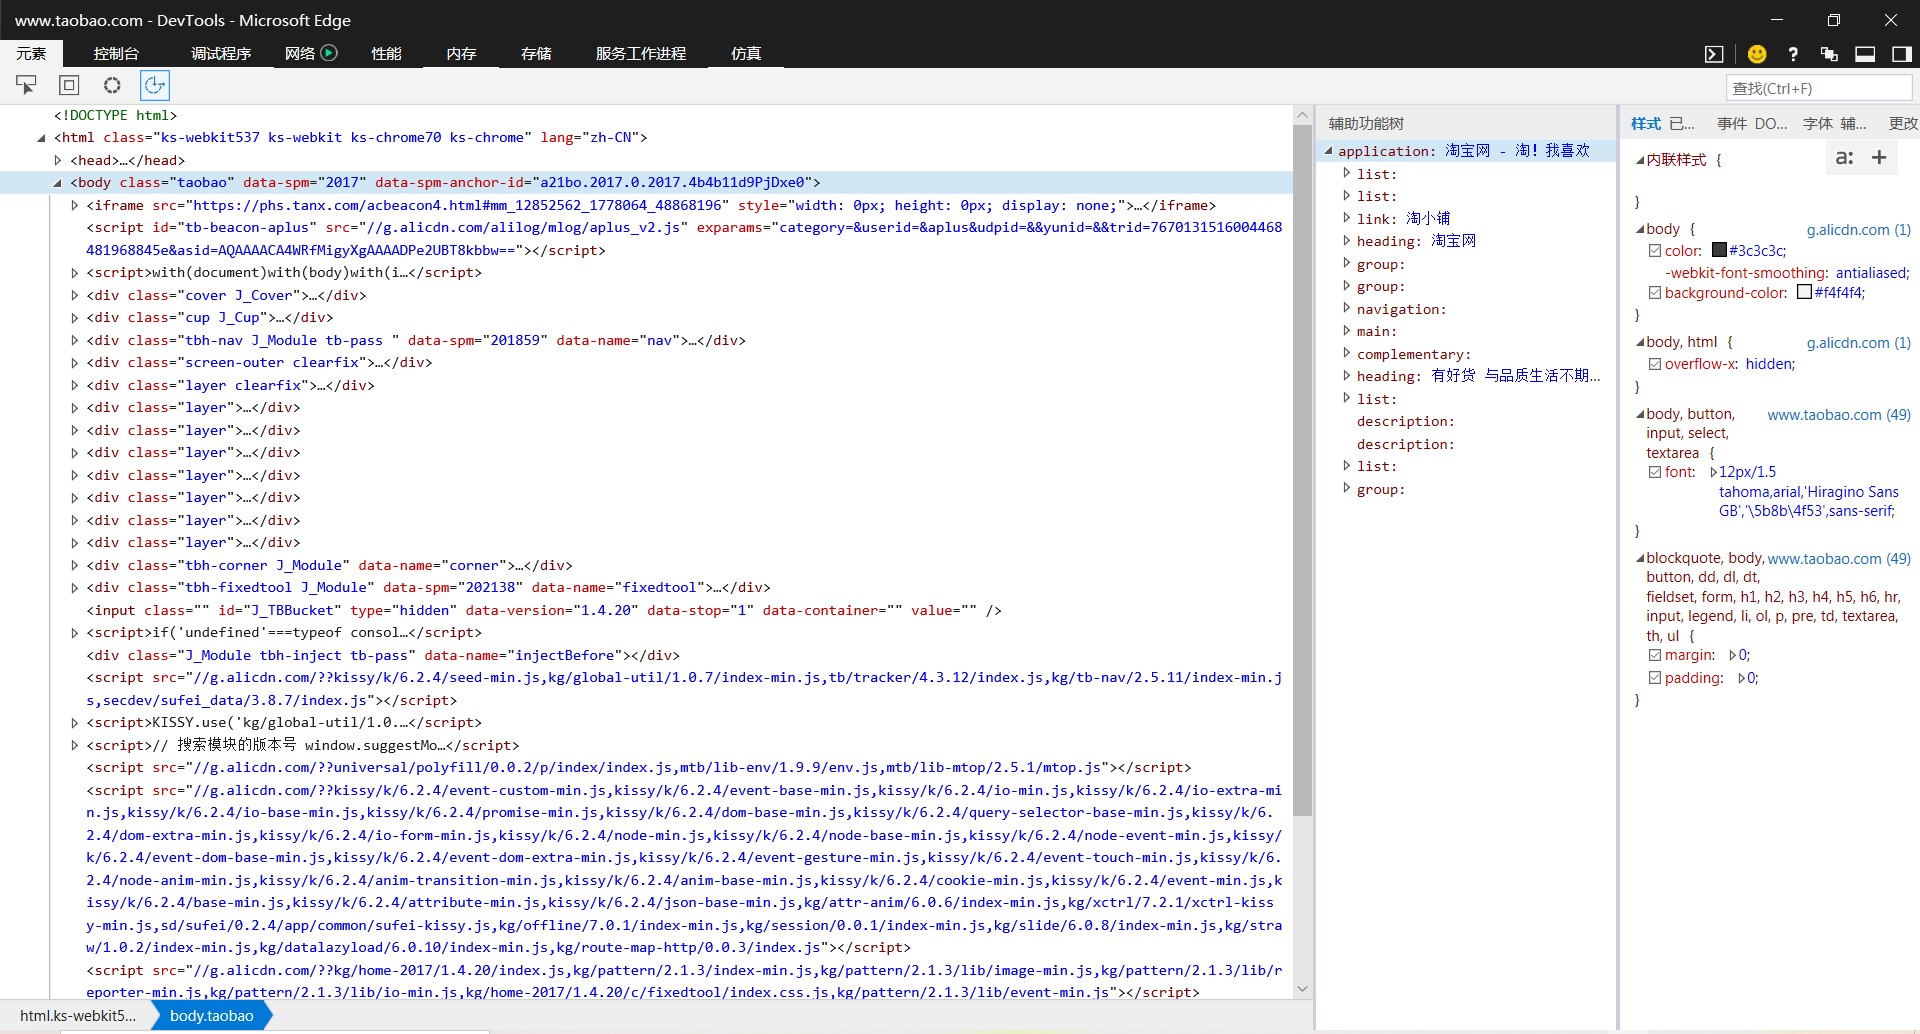 www.taobao.com - DevTools - Microsoft Edge
元素 控制台 调试程序 网络 性能 内存 存储 服务工作进程 仿真
查找(Ctrl+F)
<!DOCTYPE html>
<html class="ks-webkit537 ks-webkit ks-chrome70 ks-chrome" lang="zh-CN">
<head>…</head>
<body class="taobao" data-spm="2017" data-spm-anchor-id="a21bo.2017.0.2017.4b4b11d9PjDxe0">
<iframe src="https://phs.tanx.com/acbeacon4.html#mm_12852562_1778064_48868196" style="width: 0px; height: 0px; display: none;">…</iframe>
<script id="tb-beacon-aplus" src="//g.alicdn.com/alilog/mlog/aplus_v2.js" exparams="category=&userid=&aplus&udpid=&&yunid=&&trid=7670131516004468
481968845e&asid=AQAAAACA4WRfMigyXgAAAADPe2UBT8kbbw=="></script>
<script>with(document)with(body)with(i…</script>
<div class="cover J_Cover">…</div>
<div class="cup J_Cup">…</div>
<div class="tbh-nav J_Module tb-pass " data-spm="201859" data-name="nav">…</div>
<div class="screen-outer clearfix">…</div>
<div class="layer clearfix">…</div>
<div class="layer">…</div>
<div class="layer">…</div>
<div class="layer">…</div>
<div class="layer">…</div>
<div class="layer">…</div>
<div class="layer">…</div>
<div class="layer">…</div>
<div class="tbh-corner J_Module" data-name="corner">…</div>
<div class="tbh-fixedtool J_Module" data-spm="202138" data-name="fixedtool">…</div>
<input class="" id="J_TBBucket" type="hidden" data-version="1.4.20" data-stop="1" data-container="" value="" />
<script>if('undefined'===typeof consol…</script>
<div class="J_Module tbh-inject tb-pass" data-name="injectBefore"></div>
<script src="//g.alicdn.com/??kissy/k/6.2.4/seed-min.js,kg/global-util/1.0.7/index-min.js,tb/tracker/4.3.12/index.js,kg/tb-nav/2.5.11/index-min.j
s,secdev/sufei_data/3.8.7/index.js"></script>
<script>KISSY.use('kg/global-util/1.0.…</script>
<script>// 搜索模块的版本号 window.suggestMo…</script>
<script src="//g.alicdn.com/??universal/polyfill/0.0.2/p/index/index.js,mtb/lib-env/1.9.9/env.js,mtb/lib-mtop/2.5.1/mtop.js"></script>
<script src="//g.alicdn.com/??kissy/k/6.2.4/event-custom-min.js,kissy/k/6.2.4/event-base-min.js,kissy/k/6.2.4/io-min.js,kissy/k/6.2.4/io-extra-mi
n.js,kissy/k/6.2.4/io-base-min.js,kissy/k/6.2.4/promise-min.js,kissy/k/6.2.4/dom-base-min.js,kissy/k/6.2.4/query-selector-base-min.js,kissy/k/6.
2.4/dom-extra-min.js,kissy/k/6.2.4/io-form-min.js,kissy/k/6.2.4/node-min.js,kissy/k/6.2.4/node-base-min.js,kissy/k/6.2.4/node-event-min.js,kissy/
k/6.2.4/event-dom-base-min.js,kissy/k/6.2.4/event-dom-extra-min.js,kissy/k/6.2.4/event-gesture-min.js,kissy/k/6.2.4/event-touch-min.js,kissy/k/6.
2.4/node-anim-min.js,kissy/k/6.2.4/anim-transition-min.js,kissy/k/6.2.4/anim-base-min.js,kissy/k/6.2.4/cookie-min.js,kissy/k/6.2.4/event-min.js,k
issy/k/6.2.4/base-min.js,kissy/k/6.2.4/attribute-min.js,kissy/k/6.2.4/json-base-min.js,kg/attr-anim/6.0.6/index-min.js,kg/xctrl/7.2.1/xctrl-kiss
y-min.js,sd/sufei/0.2.4/app/common/sufei-kissy.js,kg/offline/7.0.1/index-min.js,kg/session/0.0.1/index-min.js,kg/slide/6.0.8/index-min.js,kg/stra
w/1.0.2/index-min.js,kg/datalazyload/6.0.10/index-min.js,kg/route-map-http/0.0.3/index.js"></script>
<script src="//g.alicdn.com/??kg/home-2017/1.4.20/index.js,kg/pattern/2.1.3/index-min.js,kg/pattern/2.1.3/lib/image-min.js,kg/pattern/2.1.3/lib/r
eporter-min.js,kg/pattern/2.1.3/lib/io-min.js,kg/home-2017/1.4.20/c/fixedtool/index.css.js,kg/pattern/2.1.3/lib/event-min.js"></script>
html.ks-webkit5... body.taobao
辅助功能树
application: 淘宝网 - 淘！我喜欢
list:
list:
link: 淘小铺
heading: 淘宝网
group:
group:
navigation:
main:
complementary:
heading: 有好货 与品质生活不期...
list:
description:
description:
list:
group:
样式 已... 事件 DO... 字体 辅... 更改
内联样式 { a: +
}
body { g.alicdn.com (1)
color: #3c3c3c;
-webkit-font-smoothing: antialiased;
background-color: #f4f4f4;
}
body, html { g.alicdn.com (1)
overflow-x: hidden;
}
body, button, www.taobao.com (49)
input, select,
textarea {
font: 12px/1.5
tahoma,arial,'Hiragino Sans
GB','\5b8b\4f53',sans-serif;
}
blockquote, body, www.taobao.com (49)
button, dd, dl, dt,
fieldset, form, h1, h2, h3, h4, h5, h6, hr,
input, legend, li, ol, p, pre, td, textarea,
th, ul {
margin: 0;
padding: 0;
}